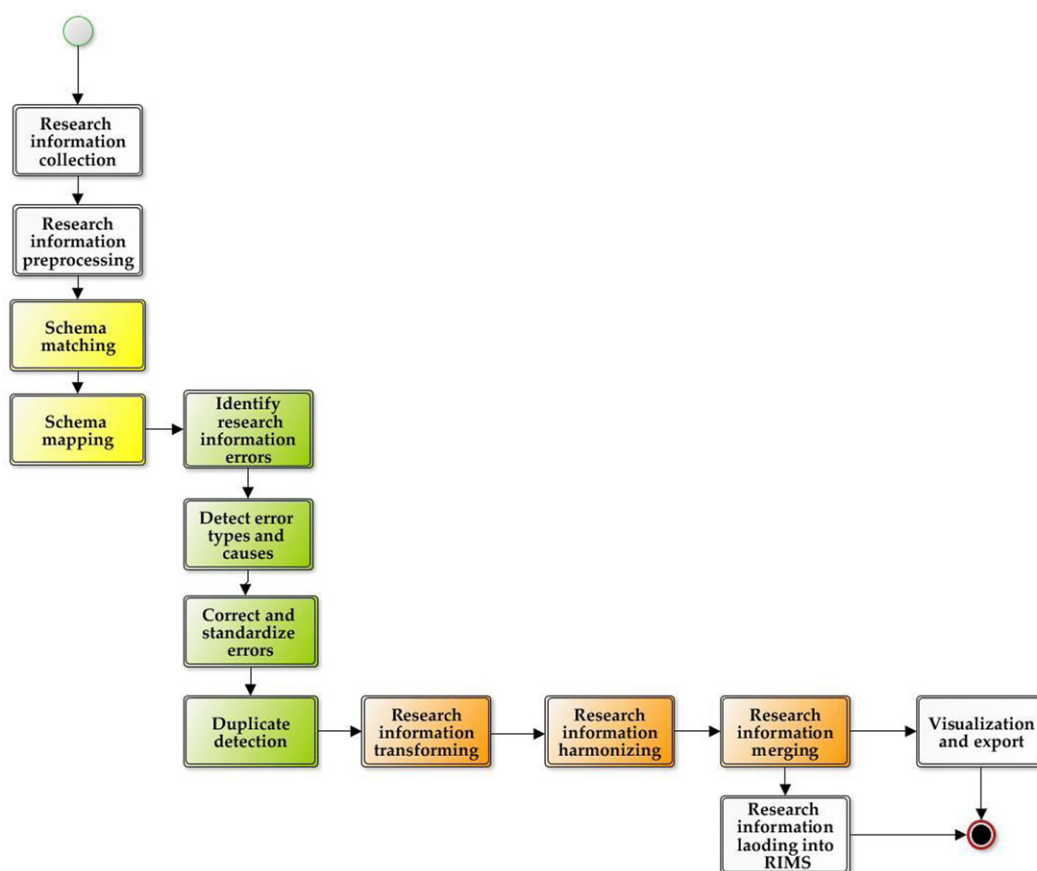 Research
information
collection
Research
information
preprocessing
Schema
matching
Schema
mapping
Identify
research
information
errors
Detect error
types and
causes
Correct and
standardize
errors
Duplicate
detection
Research
information
transforming
Research
information
harmonizing
Research
information
merging
Visualization
and export
Research
information
laoding into
RIMS